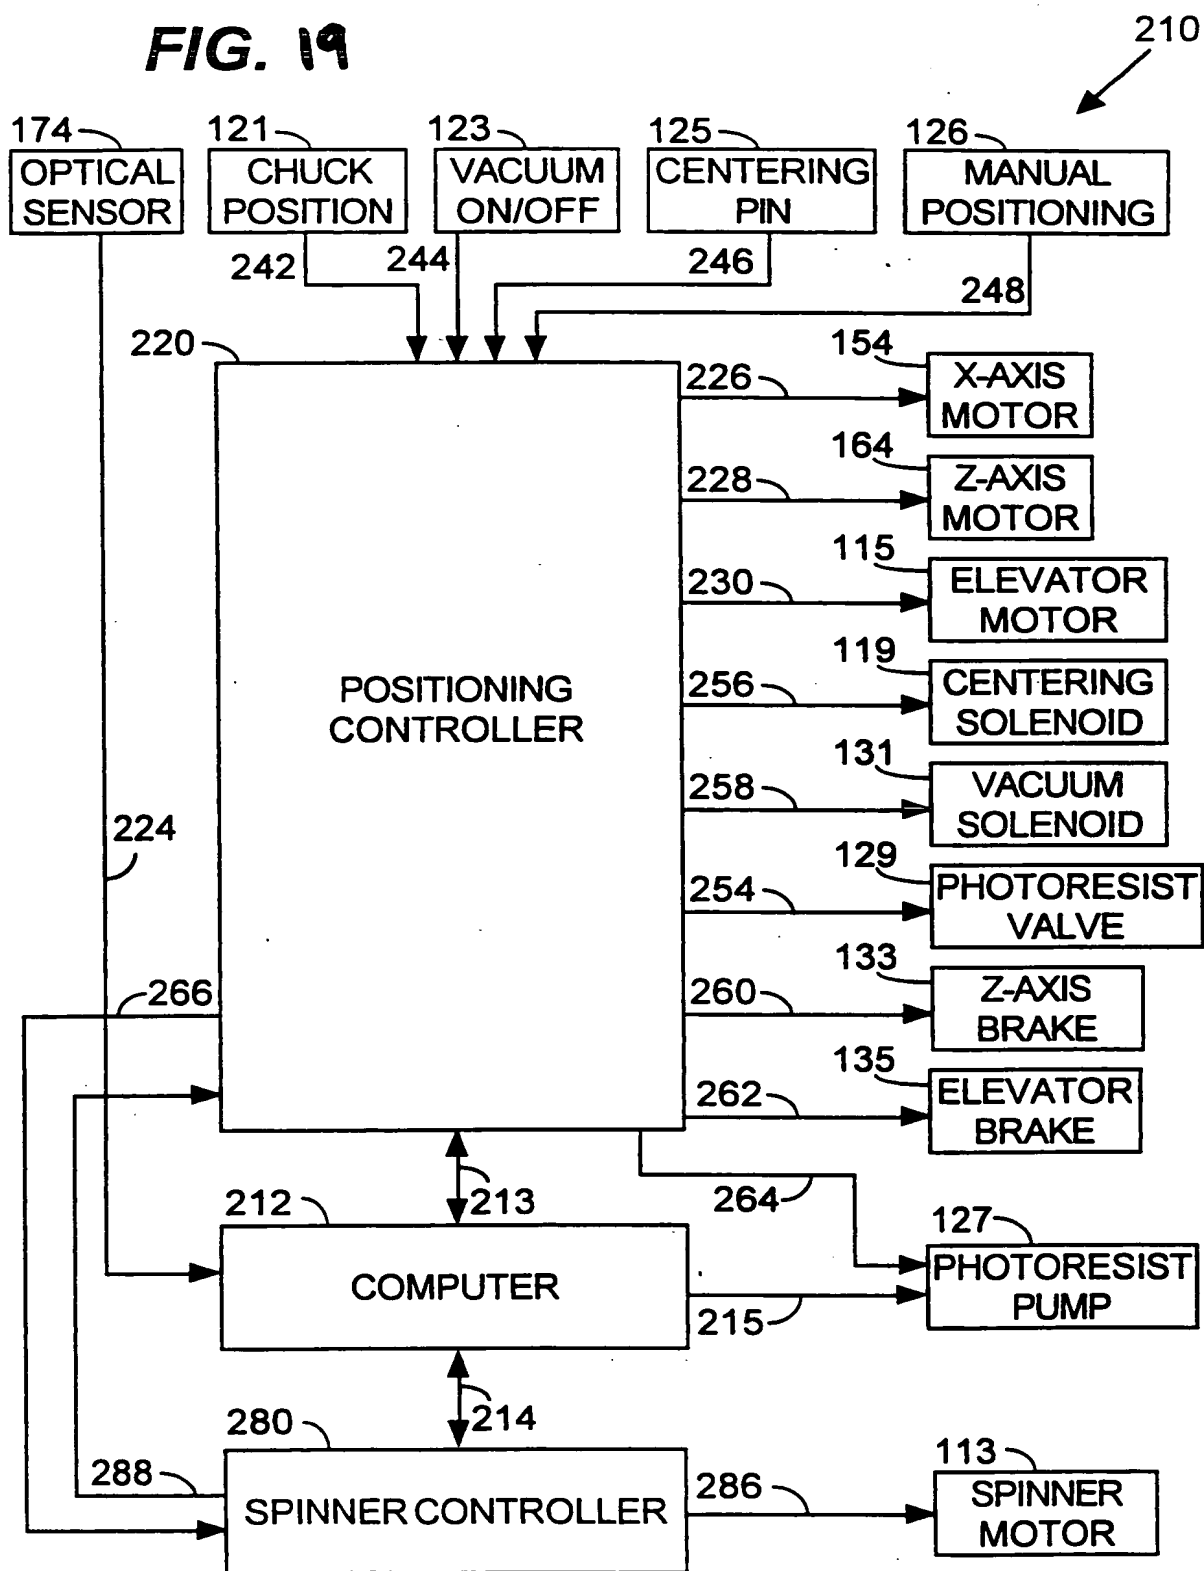 FIG. 19
210
174
121
123
125
126
OPTICAL
SENSOR
CHUCK
POSITION
VACUUM
ON/OFF
CENTERING
PIN
MANUAL
POSITIONING
242
244
246
248
220
226
154
X-AXIS
MOTOR
228
164
Z-AXIS
MOTOR
230
115
ELEVATOR
MOTOR
POSITIONING
CONTROLLER
256
119
CENTERING
SOLENOID
258
131
VACUUM
SOLENOID
224
254
129
PHOTORESIST
VALVE
266
260
133
Z-AXIS
BRAKE
262
135
ELEVATOR
BRAKE
213
264
212
COMPUTER
215
127
PHOTORESIST
PUMP
214
280
288
SPINNER CONTROLLER
286
113
SPINNER
MOTOR